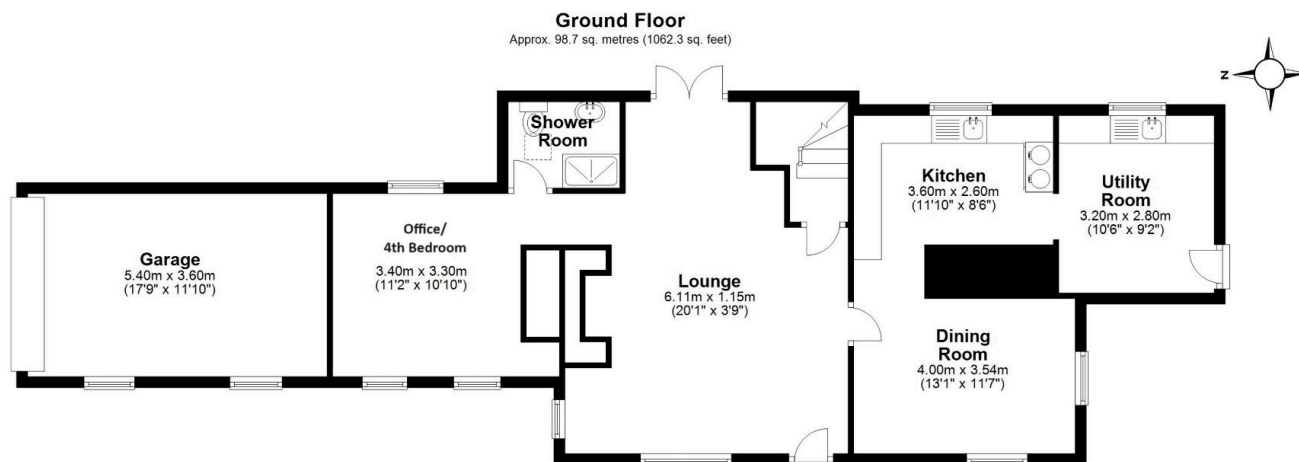 Ground Floor
Approx. 98.7 sq. metres (1062.3 sq. feet)
Z
Shower
Room
Kitchen
3.60m x 2.60m
(11'10" x 8'6")
Utility
Room
3.20m x 2.80m
(10'6" x 9'2")
Garage
5.40m x 3.60m
(17'9" x 11'10")
Office/
4th Bedroom
3.40m x 3.30m
(11'2" x 10'10")
Lounge
6.11m x 1.15m
(20'1" x 3'9")
Dining
Room
4.00m x 3.54m
(13'1" x 11'7")